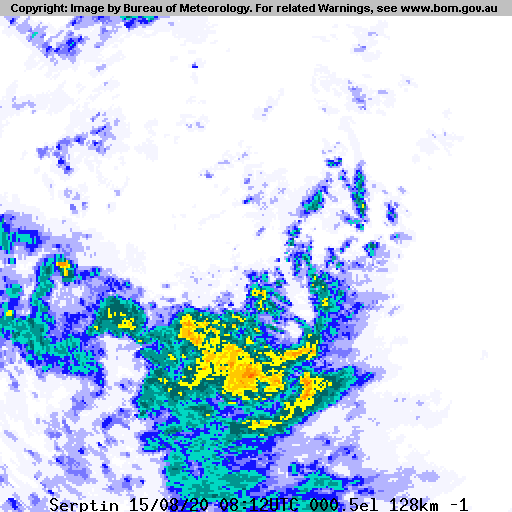 Copyright: Image by Bureau of Meteorology. For related Warnings, see www.bom.gov.au
Serptin 15/08/20 08:12UTC 000.5el 128km -1